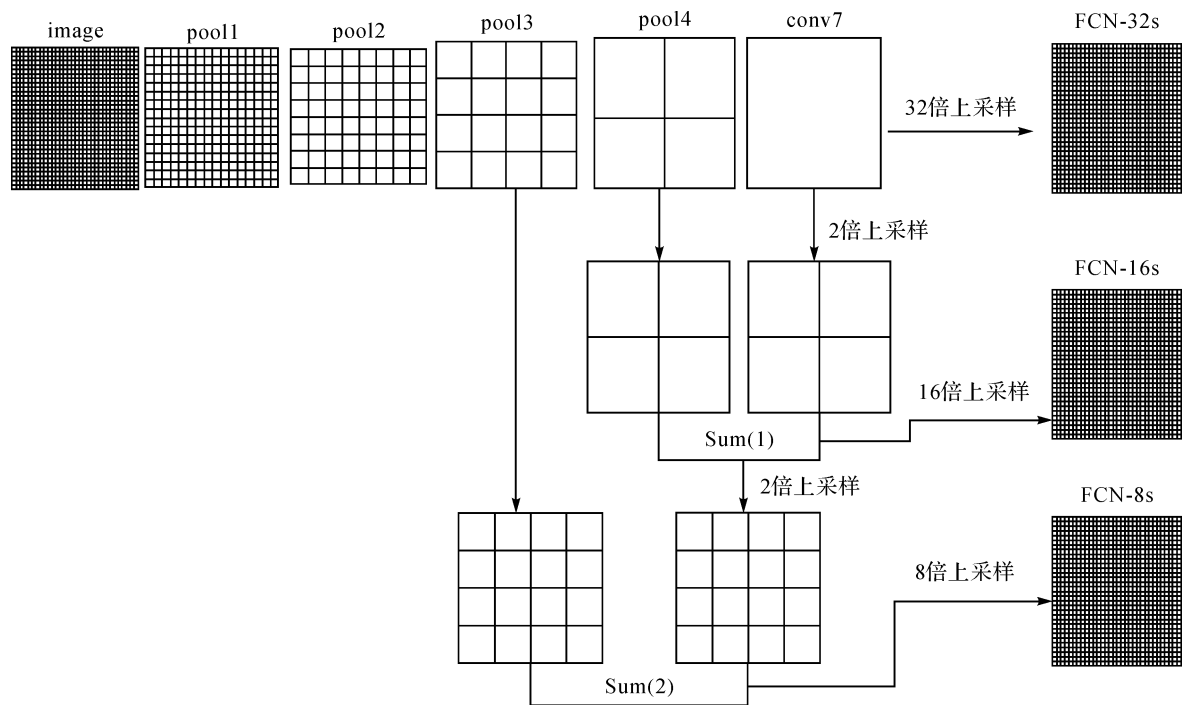 image
pool1
pool2
pool3
pool4
conv7
FCN-32s
32倍上采样
2倍上采样
FCN-16s
16倍上采样
Sum(1)
2倍上采样
FCN-8s
8倍上采样
Sum(2)